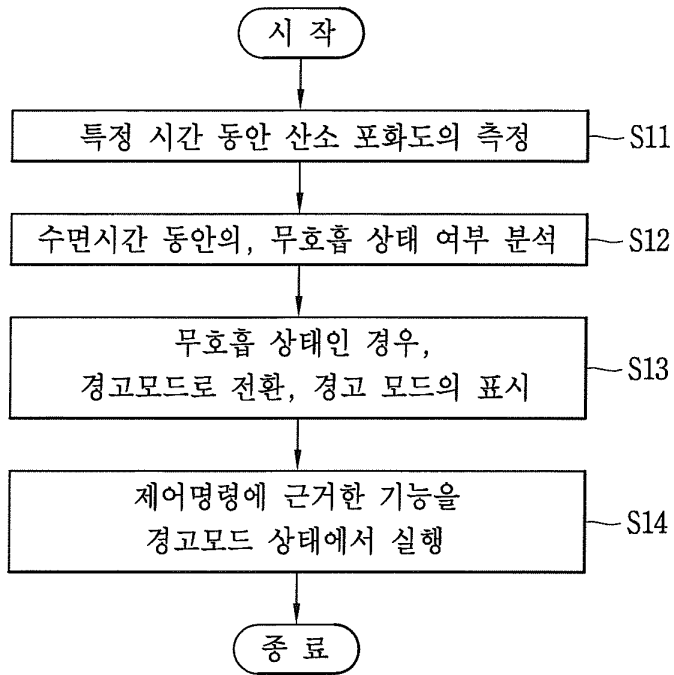 시 작
특정 시간 동안 산소 포화도의 측정
S11
수면시간 동안의, 무호흡 상태 여부 분석
S12
무호흡 상태인 경우,
경고모드로 전환, 경고 모드의 표시
S13
제어명령에 근거한 기능을
경고모드 상태에서 실행
S14
종 료